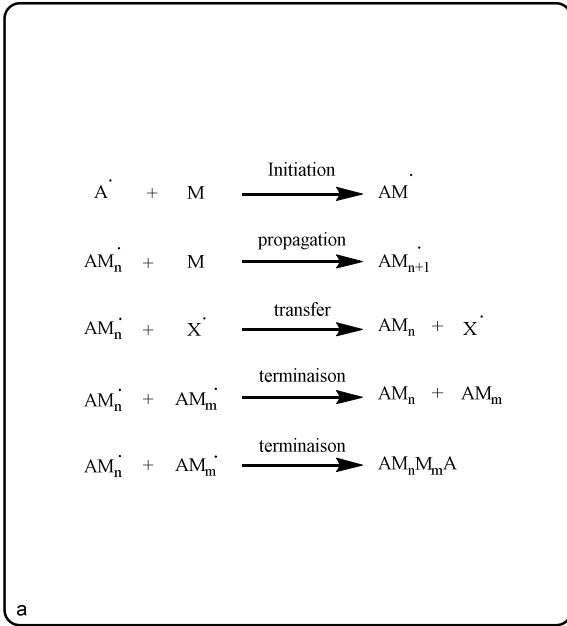 Initiation
A˙ + M AM˙
propagation
AMₙ˙ + M AMₙ₊₁˙
transfer
AMₙ˙ + X˙ AMₙ + X˙
terminaison
AMₙ˙ + AMₘ˙ AMₙ + AMₘ
terminaison
AMₙ˙ + AMₘ˙ AMₙMₘA
a